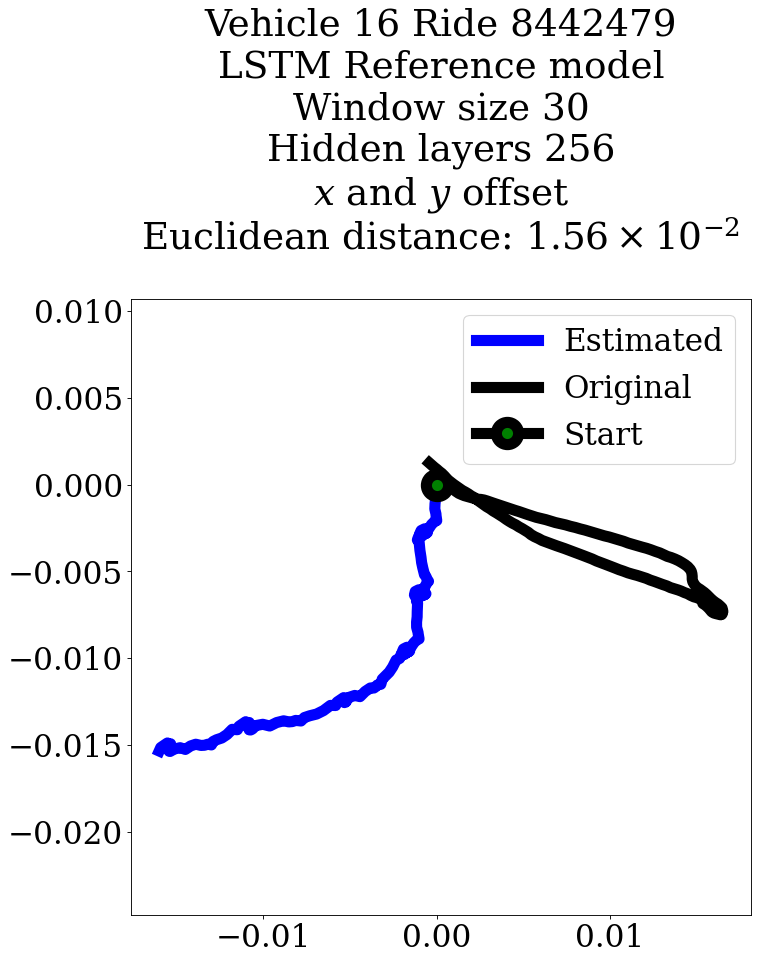 Vehicle 16 Ride 8442479
LSTM Reference model
Window size 30
Hidden layers 256
x and y offset
Euclidean distance: 1.56 × 10⁻²
Estimated
Original
Start
0.010
0.005
0.000
−0.005
−0.010
−0.015
−0.020
−0.01 0.00 0.01